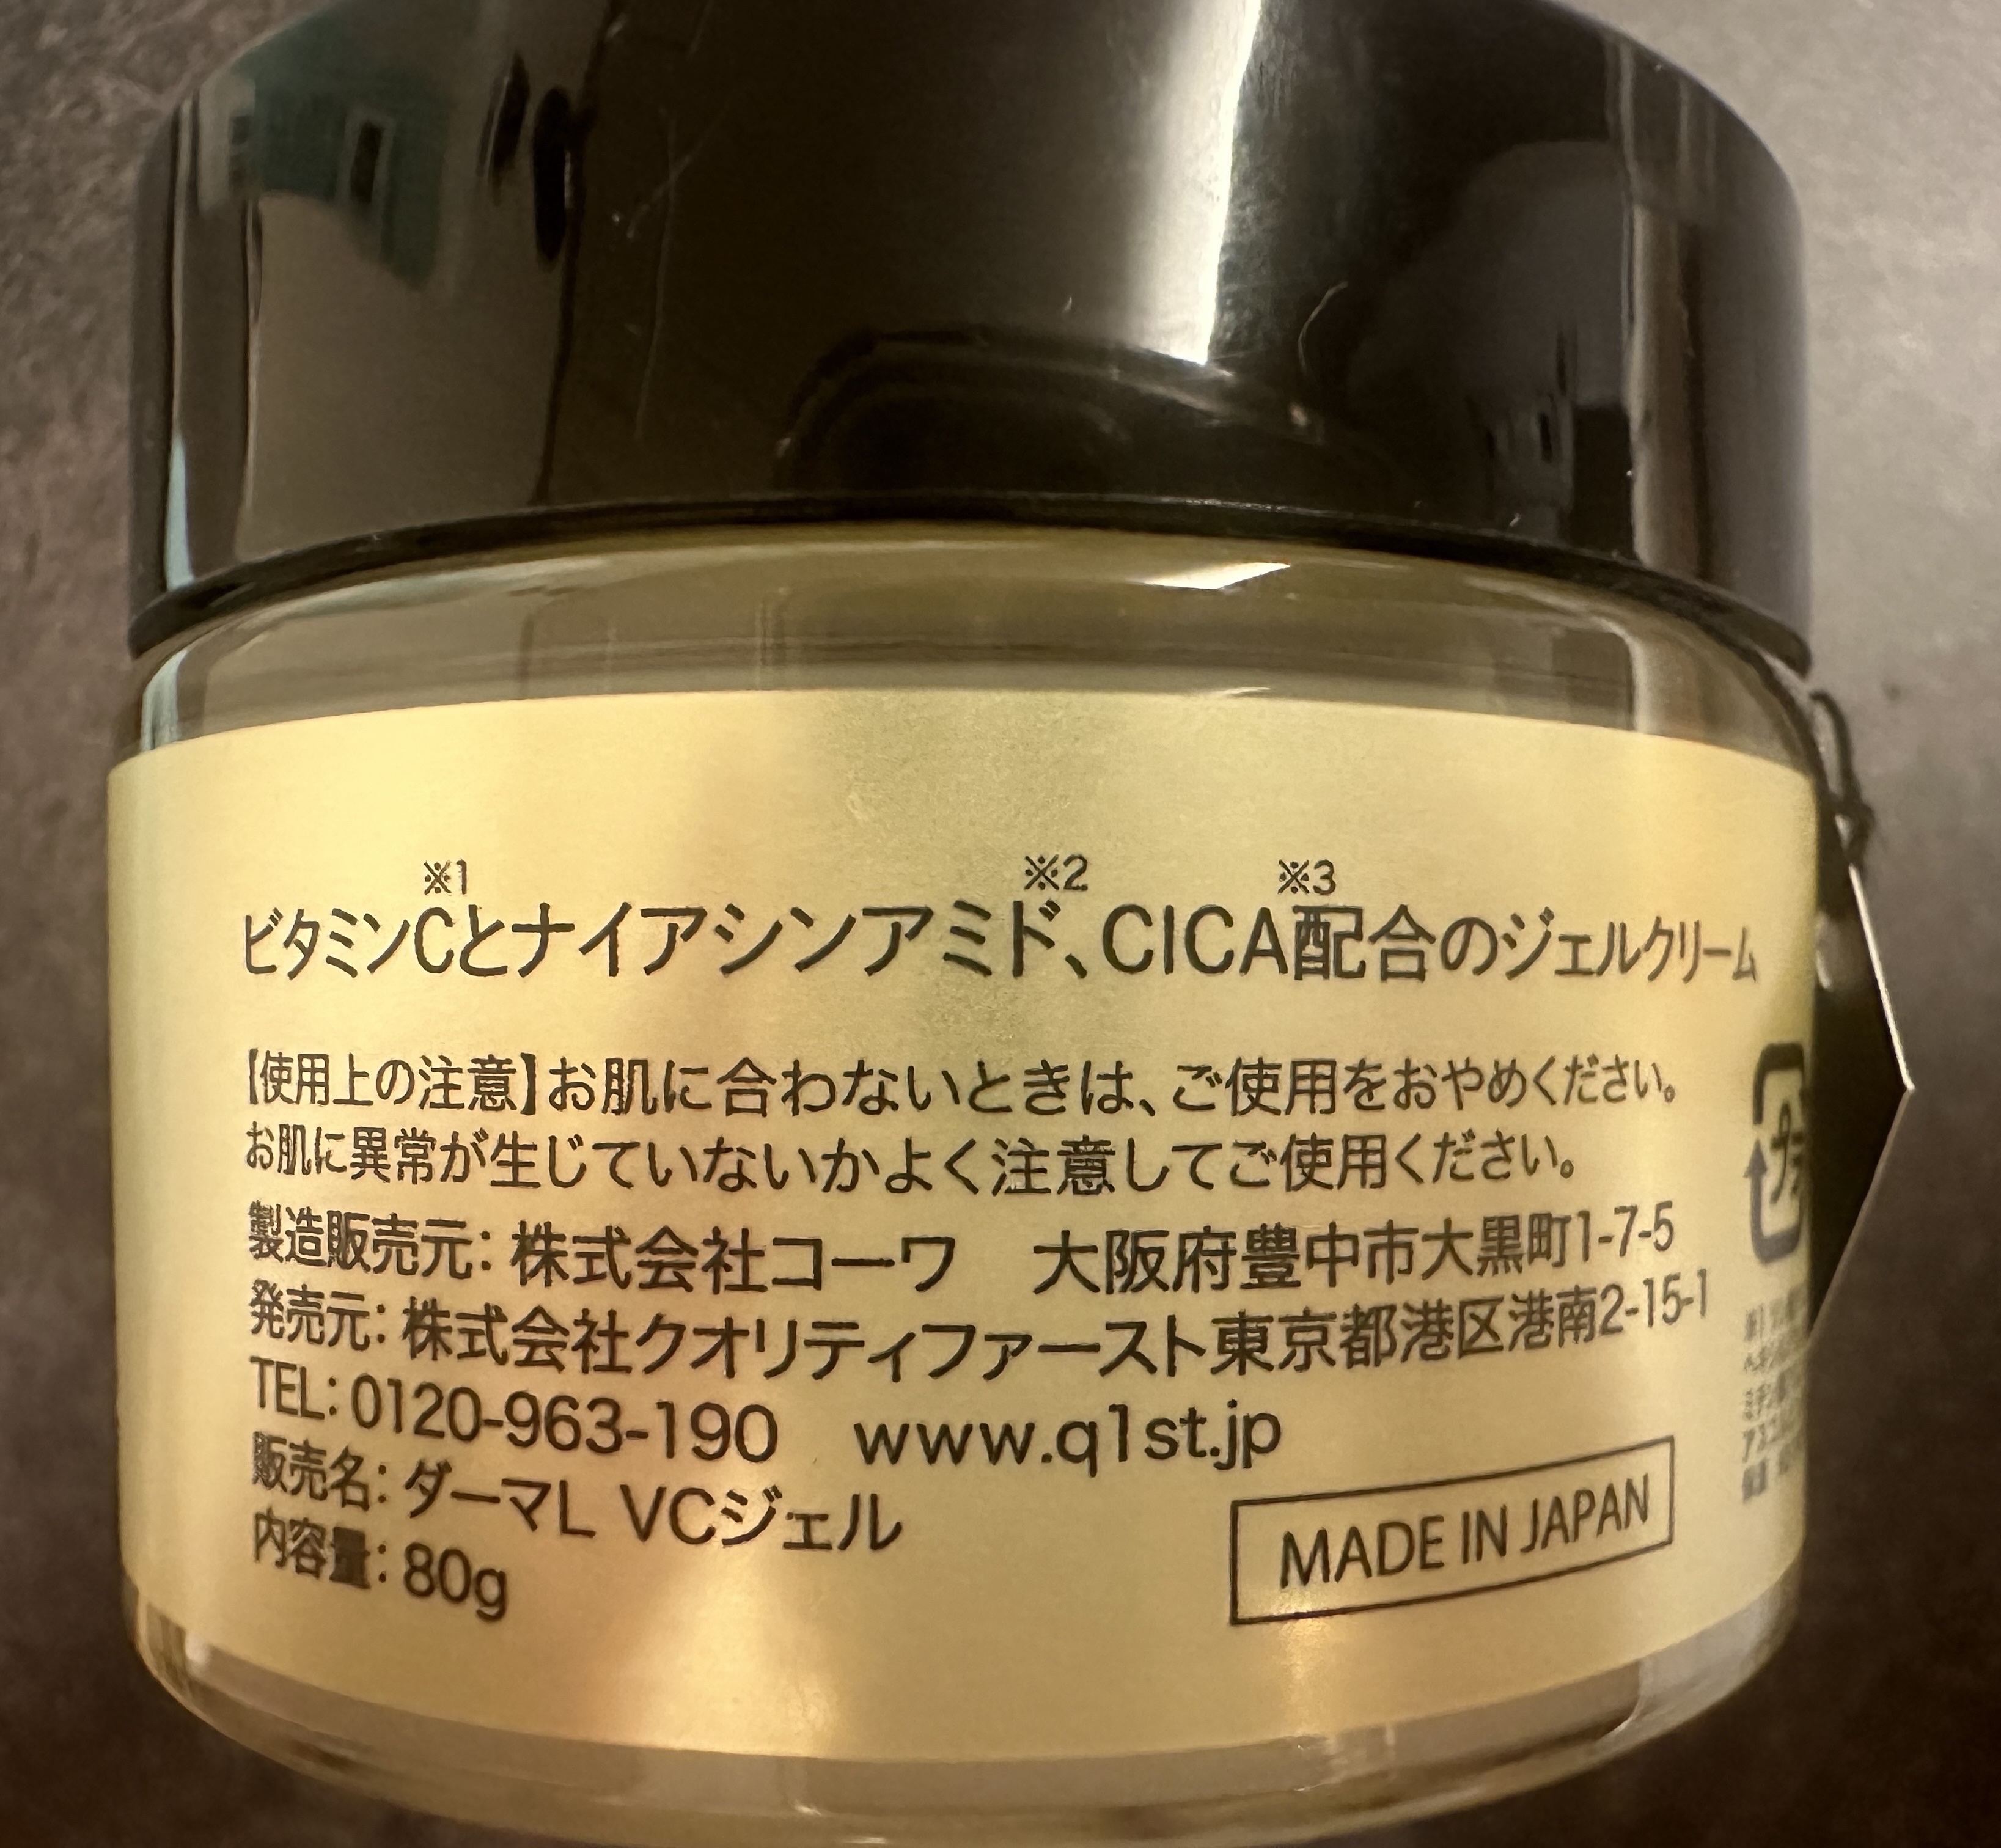 ※1 ※2 ※3
ビタミンCとナイアシンアミド、CICA配合のジェルクリーム
【使用上の注意】お肌に合わないときは、ご使用をおやめください。
お肌に異常が生じていないかよく注意してご使用ください。
製造販売元：株式会社コーワ　大阪府豊中市大黒町1-7-5
発売元：株式会社クオリティファースト東京都港区港南2-15-1
TEL：0120-963-190　www.q1st.jp
販売名：ダーマL VCジェル
内容量：80g
MADE IN JAPAN